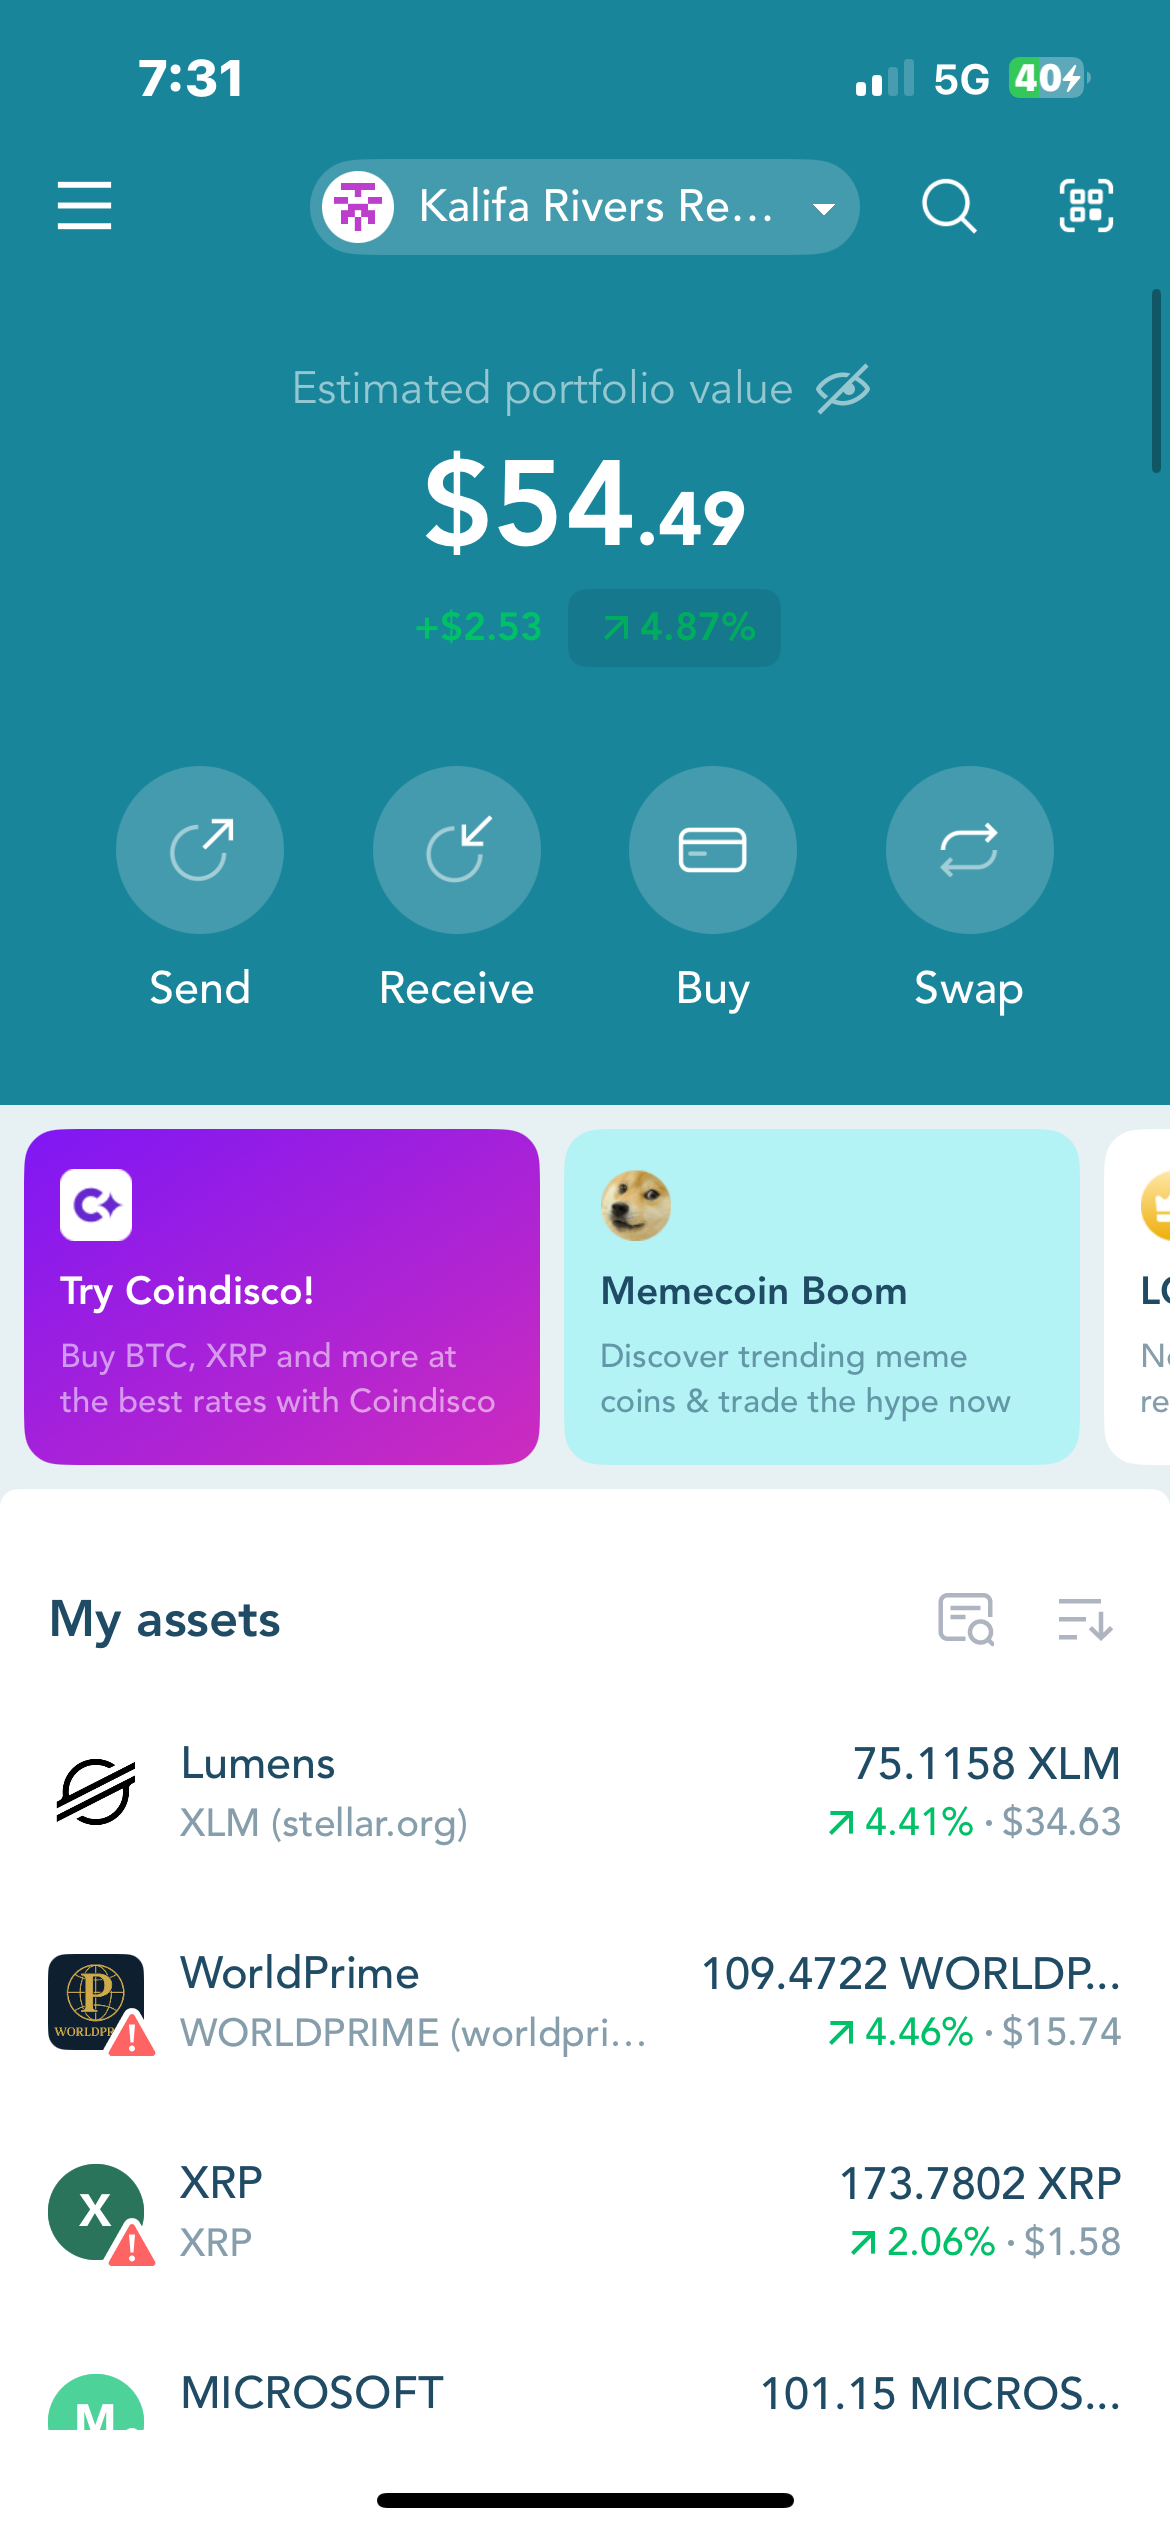 7:31
5G
40
Kalifa Rivers Re...
Estimated portfolio value
$54.49
+$2.53
4.87%
Send
Receive
Buy
Swap
C
Try Coindisco!
Buy BTC, XRP and more at
the best rates with Coindisco
Memecoin Boom
Discover trending meme
coins & trade the hype now
My assets
Lumens
75.1158 XLM
XLM (stellar.org)
4.41% · $34.63
P
WorldPrime
109.4722 WORLDP...
WORLDPRIME (worldpri...
4.46% · $15.74
X
XRP
173.7802 XRP
XRP
2.06% · $1.58
M
MICROSOFT
101.15 MICROS...